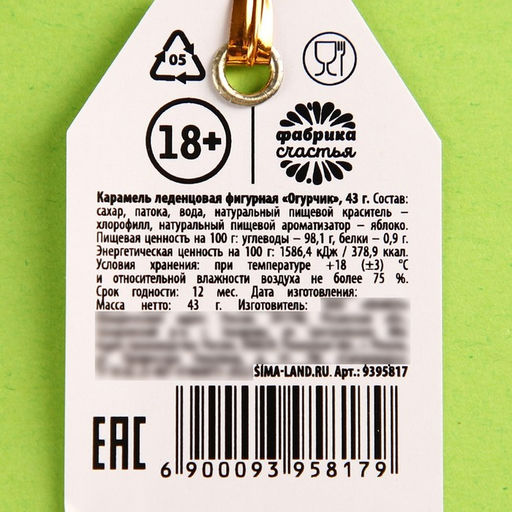 05
18+
фабрика
счастья
Карамель леденцовая фигурная «Огурчик», 43 г. Состав:
сахар, патока, вода, натуральный пищевой краситель –
хлорофилл, натуральный пищевой ароматизатор – яблоко.
Пищевая ценность на 100 г: углеводы – 98,1 г, белки – 0,9 г.
Энергетическая ценность на 100 г: 1586,4 кДж / 378,9 ккал.
Условия хранения: при температуре +18 (±3) °С
и относительной влажности воздуха не более 75 %.
Срок годности: 12 мес. Дата изготовления:
Масса нетто: 43 г. Изготовитель:
SIMA-LAND.RU. Арт.: 9395817
EAC
6 900093 958179